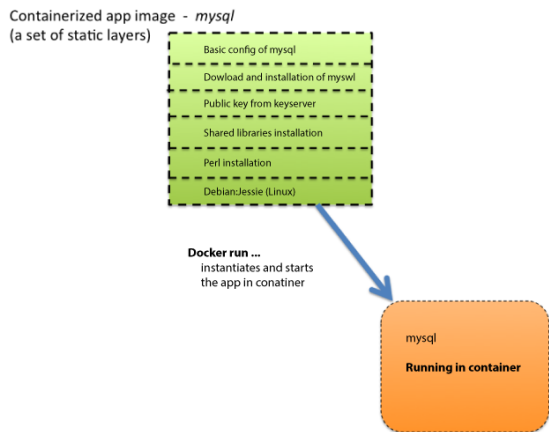 Containerized app image - mysql
(a set of static layers)
Basic config of mysql
Dowload and installation of myswl
Public key from keyserver
Shared libraries installation
Perl installation
Debian:Jessie (Linux)
Docker run ...
instantiates and starts
the app in conatiner
mysql
Running in container